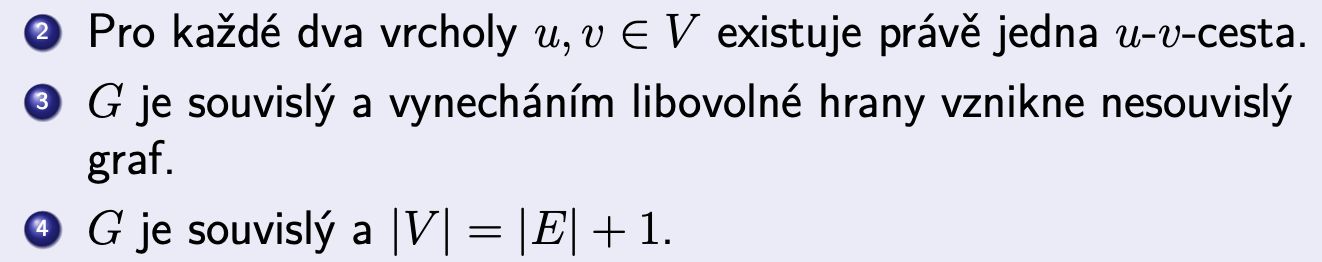 2 Pro každé dva vrcholy u, v ∈ V existuje právě jedna u-v-cesta.
3 G je souvislý a vynecháním libovolné hrany vznikne nesouvislý
graf.
4 G je souvislý a |V| = |E| + 1.